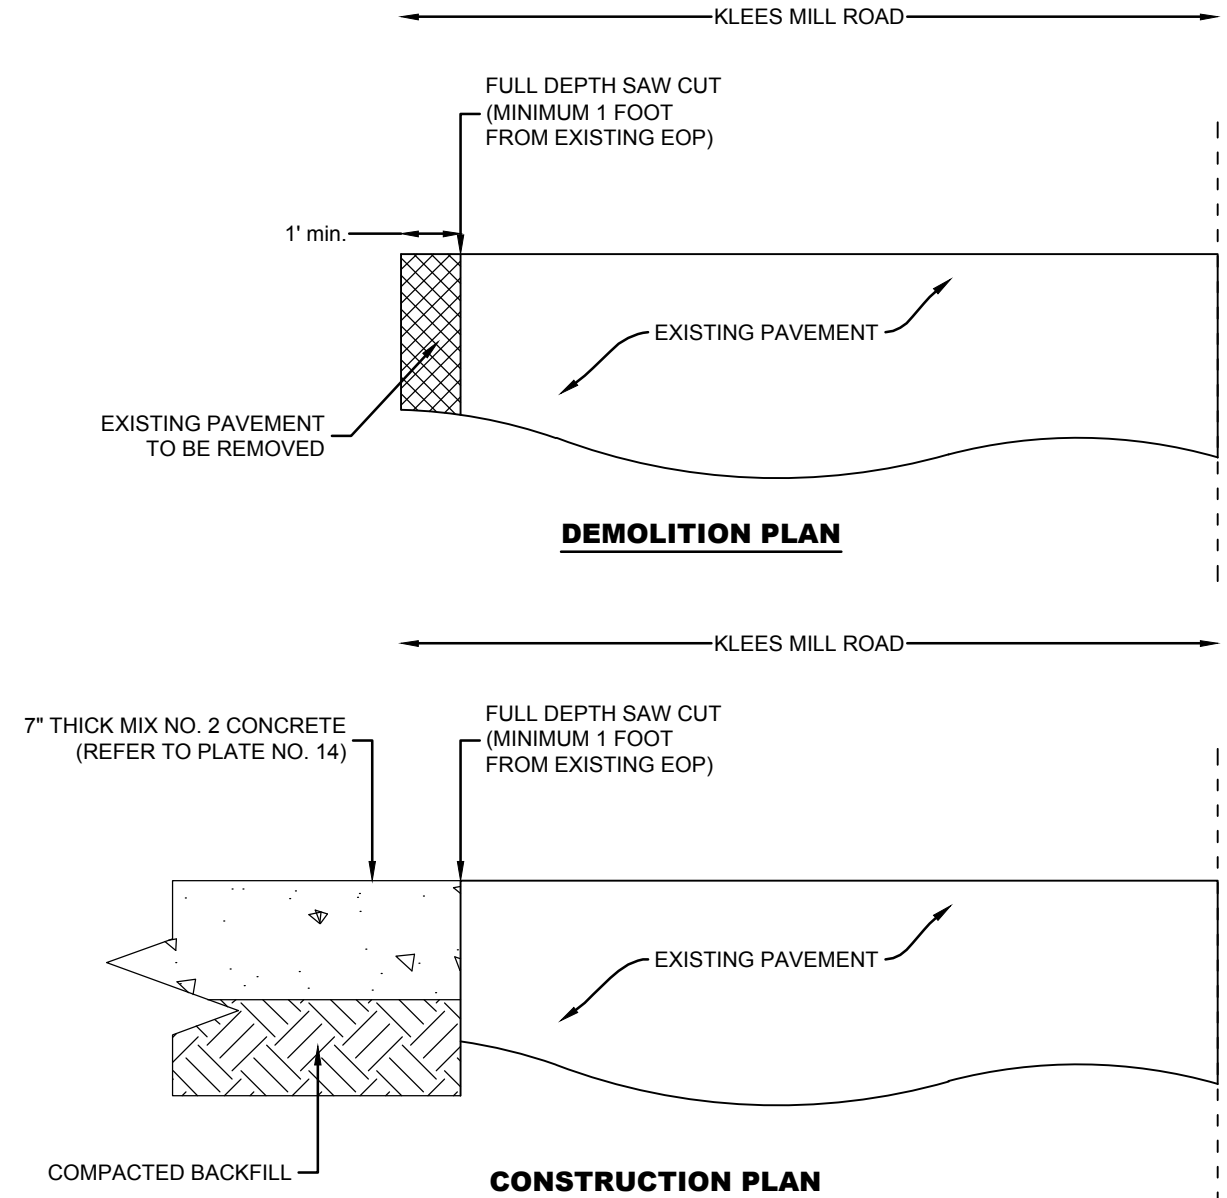 KLEES MILL ROAD
FULL DEPTH SAW CUT
(MINIMUM 1 FOOT
FROM EXISTING EOP)
1' min.
EXISTING PAVEMENT
EXISTING PAVEMENT
TO BE REMOVED
DEMOLITION PLAN
KLEES MILL ROAD
7" THICK MIX NO. 2 CONCRETE
(REFER TO PLATE NO. 14)
FULL DEPTH SAW CUT
(MINIMUM 1 FOOT
FROM EXISTING EOP)
EXISTING PAVEMENT
COMPACTED BACKFILL
CONSTRUCTION PLAN